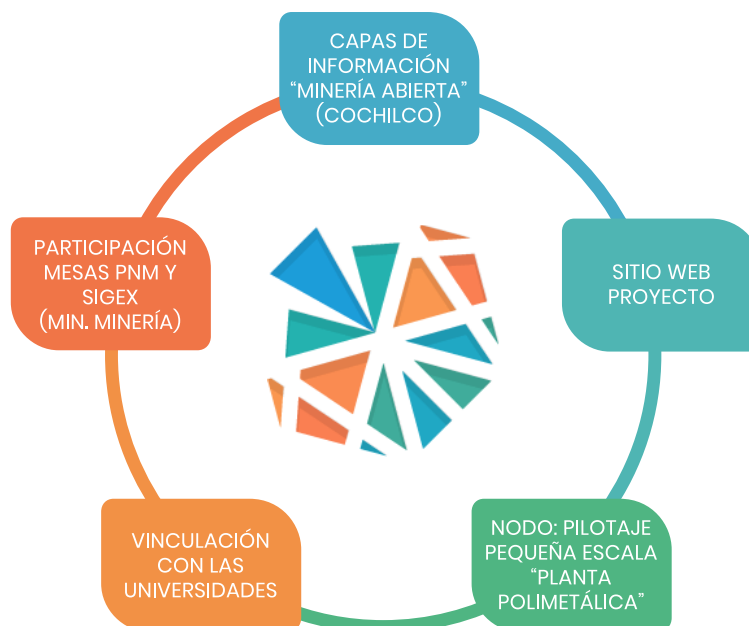 CAPAS DE
INFORMACIÓN
“MINERÍA ABIERTA”
(COCHILCO)
SITIO WEB
PROYECTO
NODO: PILOTAJE
PEQUEÑA ESCALA
“PLANTA
POLIMETÁLICA”
VINCULACIÓN
CON LAS
UNIVERSIDADES
PARTICIPACIÓN
MESAS PNM Y
SIGEX
(MIN. MINERÍA)